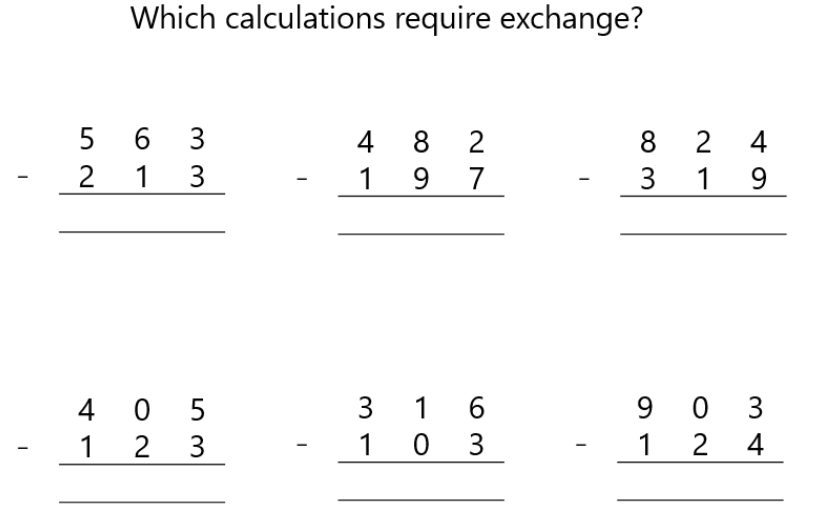 Which calculations require exchange?
5 6 3 4 8 2 8 2 4
- 2 1 3 - 1 9 7 - 3 1 9
4 0 5 3 1 6 9 0 3
- 1 2 3 - 1 0 3 - 1 2 4